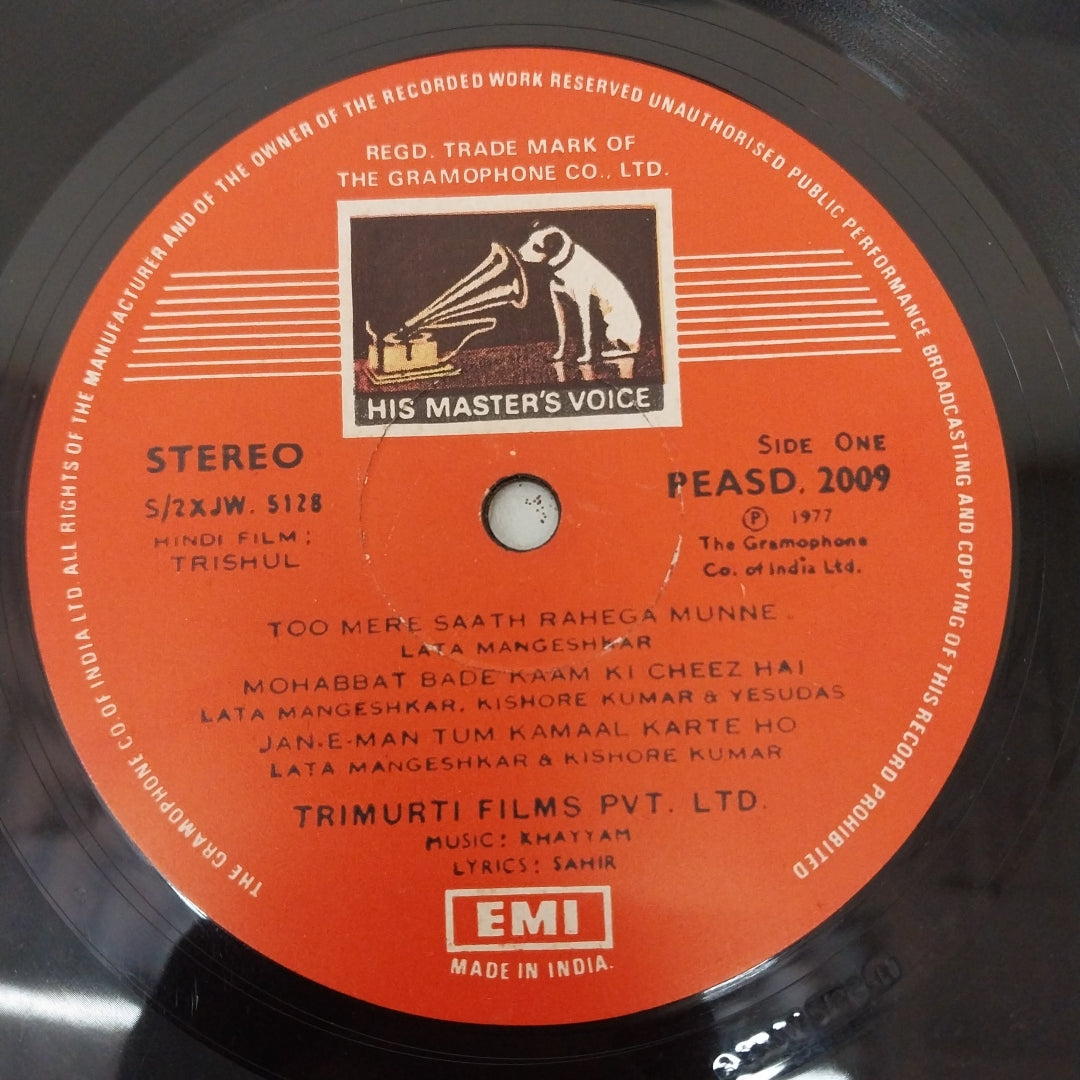 THE GRAMOPHONE CO. OF INDIA LTD. ALL RIGHTS OF THE MANUFACTURER AND OF THE OWNER OF THE RECORDED WORK RESERVED UNAUTHORISED PUBLIC PERFORMANCE BROADCASTING AND COPYING OF THIS RECORD PROHIBITED
REGD. TRADE MARK OF
THE GRAMOPHONE CO., LTD.
HIS MASTER'S VOICE
STEREO
S/2XJW. 5128
HINDI FILM:
TRISHUL
SIDE ONE
PEASD. 2009
Ⓟ 1977
The Gramophone
Co. of India Ltd.
TOO MERE SAATH RAHEGA MUNNE.
LATA MANGESHKAR
MOHABBAT BADE KAAM KI CHEEZ HAI
LATA MANGESHKAR, KISHORE KUMAR & YESUDAS
JAN-E-MAN TUM KAMAAL KARTE HO
LATA MANGESHKAR & KISHORE KUMAR
TRIMURTI FILMS PVT. LTD.
MUSIC: KHAYYAM
LYRICS: SAHIR
EMI
MADE IN INDIA.